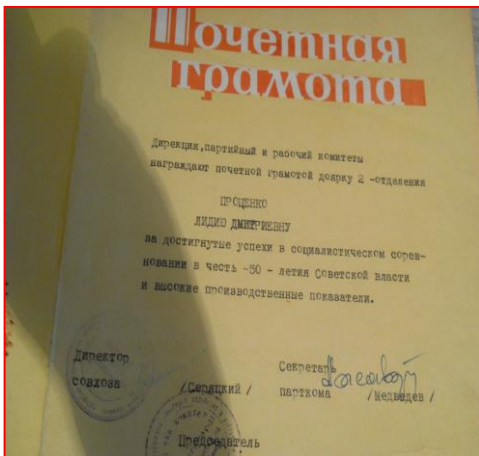 Почетная
грамота
Дирекция,партийный и рабочий комитеты
награждают почетной грамотой доярку 2 -отделения
ПРОЦЕНКО
ЛИДИЮ ДМИТРИЕВНУ
за достигнутые успехи в социалистическом сорев-
новании в честь -50 - летия Советской власти
и высокие производственные показатели.
Директор
совхоза /Серяцкий /
Секретарь
парткома /Медведев /
Председатель